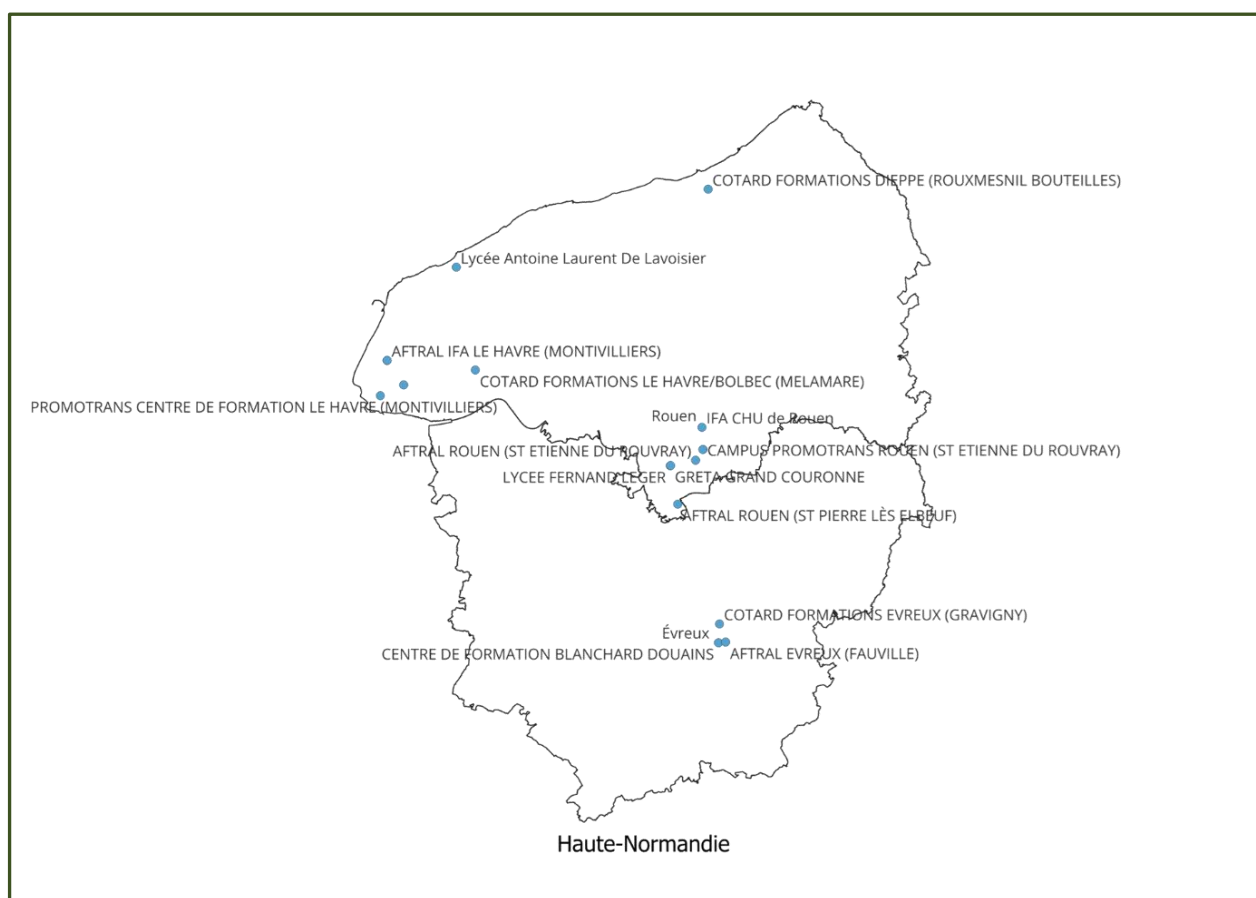 COTARD FORMATIONS DIEPPE (ROUXMESNIL BOUTEILLES)
Lycée Antoine Laurent De Lavoisier
AFTRAL IFA LE HAVRE (MONTIVILLIERS)
COTARD FORMATIONS LE HAVRE/BOLBEC (MELAMARE)
PROMOTRANS CENTRE DE FORMATION LE HAVRE (MONTIVILLIERS)
Rouen
IFA CHU de Rouen
AFTRAL ROUEN (ST ETIENNE DU ROUVRAY)
CAMPUS PROMOTRANS ROUEN (ST ETIENNE DU ROUVRAY)
LYCEE FERNAND LEGER
GRETA GRAND COURONNE
AFTRAL ROUEN (ST PIERRE LÈS ELBEUF)
COTARD FORMATIONS EVREUX (GRAVIGNY)
Évreux
CENTRE DE FORMATION BLANCHARD DOUAINS
AFTRAL EVREUX (FAUVILLE)
Haute-Normandie